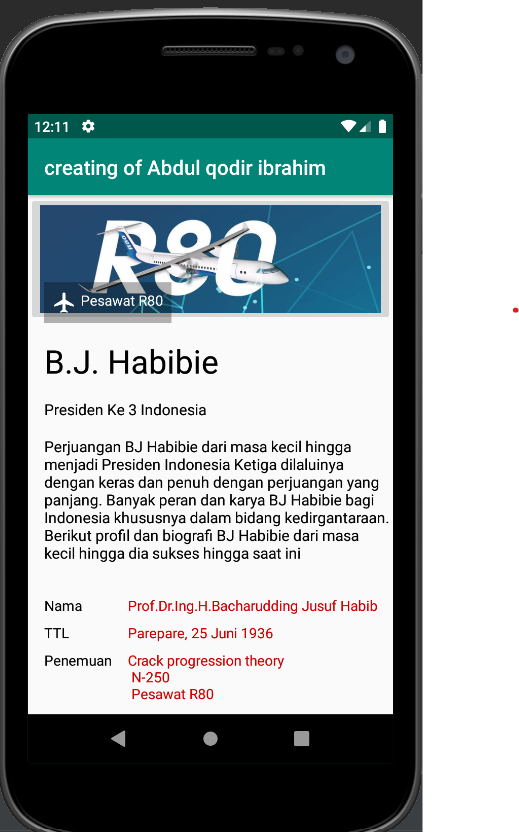 12:11
creating of Abdul qodir ibrahim
R80
Pesawat R80
B.J. Habibie
Presiden Ke 3 Indonesia
Perjuangan BJ Habibie dari masa kecil hingga
menjadi Presiden Indonesia Ketiga dilaluinya
dengan keras dan penuh dengan perjuangan yang
panjang. Banyak peran dan karya BJ Habibie bagi
Indonesia khususnya dalam bidang kedirgantaraan.
Berikut profil dan biografi BJ Habibie dari masa
kecil hingga dia sukses hingga saat ini
Nama Prof.Dr.Ing.H.Bacharudding Jusuf Habib
TTL Parepare, 25 Juni 1936
Penemuan Crack progression theory
N-250
Pesawat R80